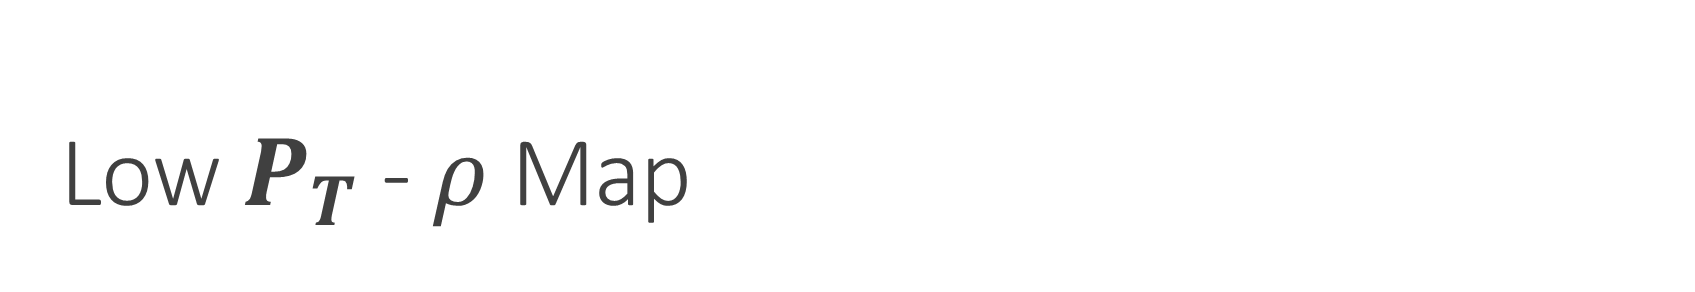 Low 𝑷_𝑻 - 𝜌 Map